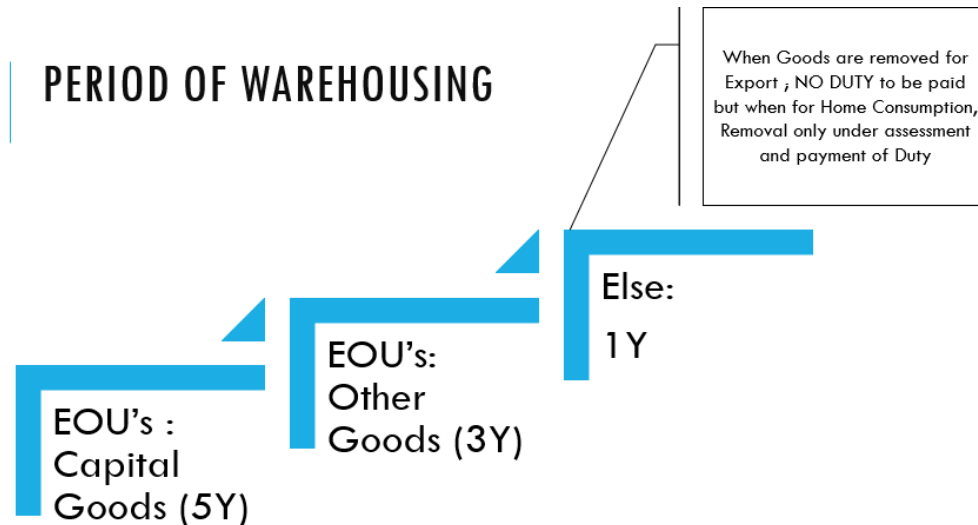 PERIOD OF WAREHOUSING
When Goods are removed for
Export ; NO DUTY to be paid
but when for Home Consumption,
Removal only under assessment
and payment of Duty
Else:
1Y
EOU's:
Other
Goods (3Y)
EOU's :
Capital
Goods (5Y)